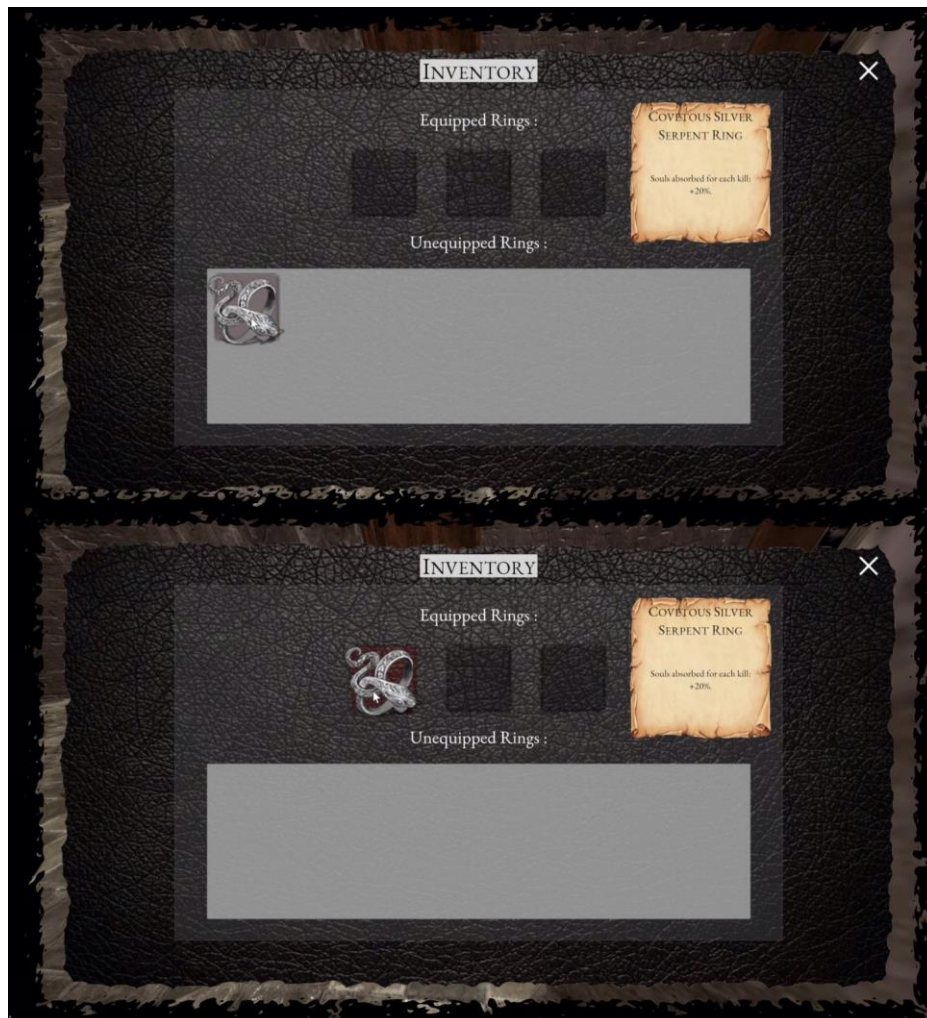 INVENTORY
Equipped Rings :
COVETOUS SILVER
SERPENT RING
Souls absorbed for each kill:
+20%.
Unequipped Rings :
INVENTORY
Equipped Rings :
COVETOUS SILVER
SERPENT RING
Souls absorbed for each kill:
+20%.
Unequipped Rings :